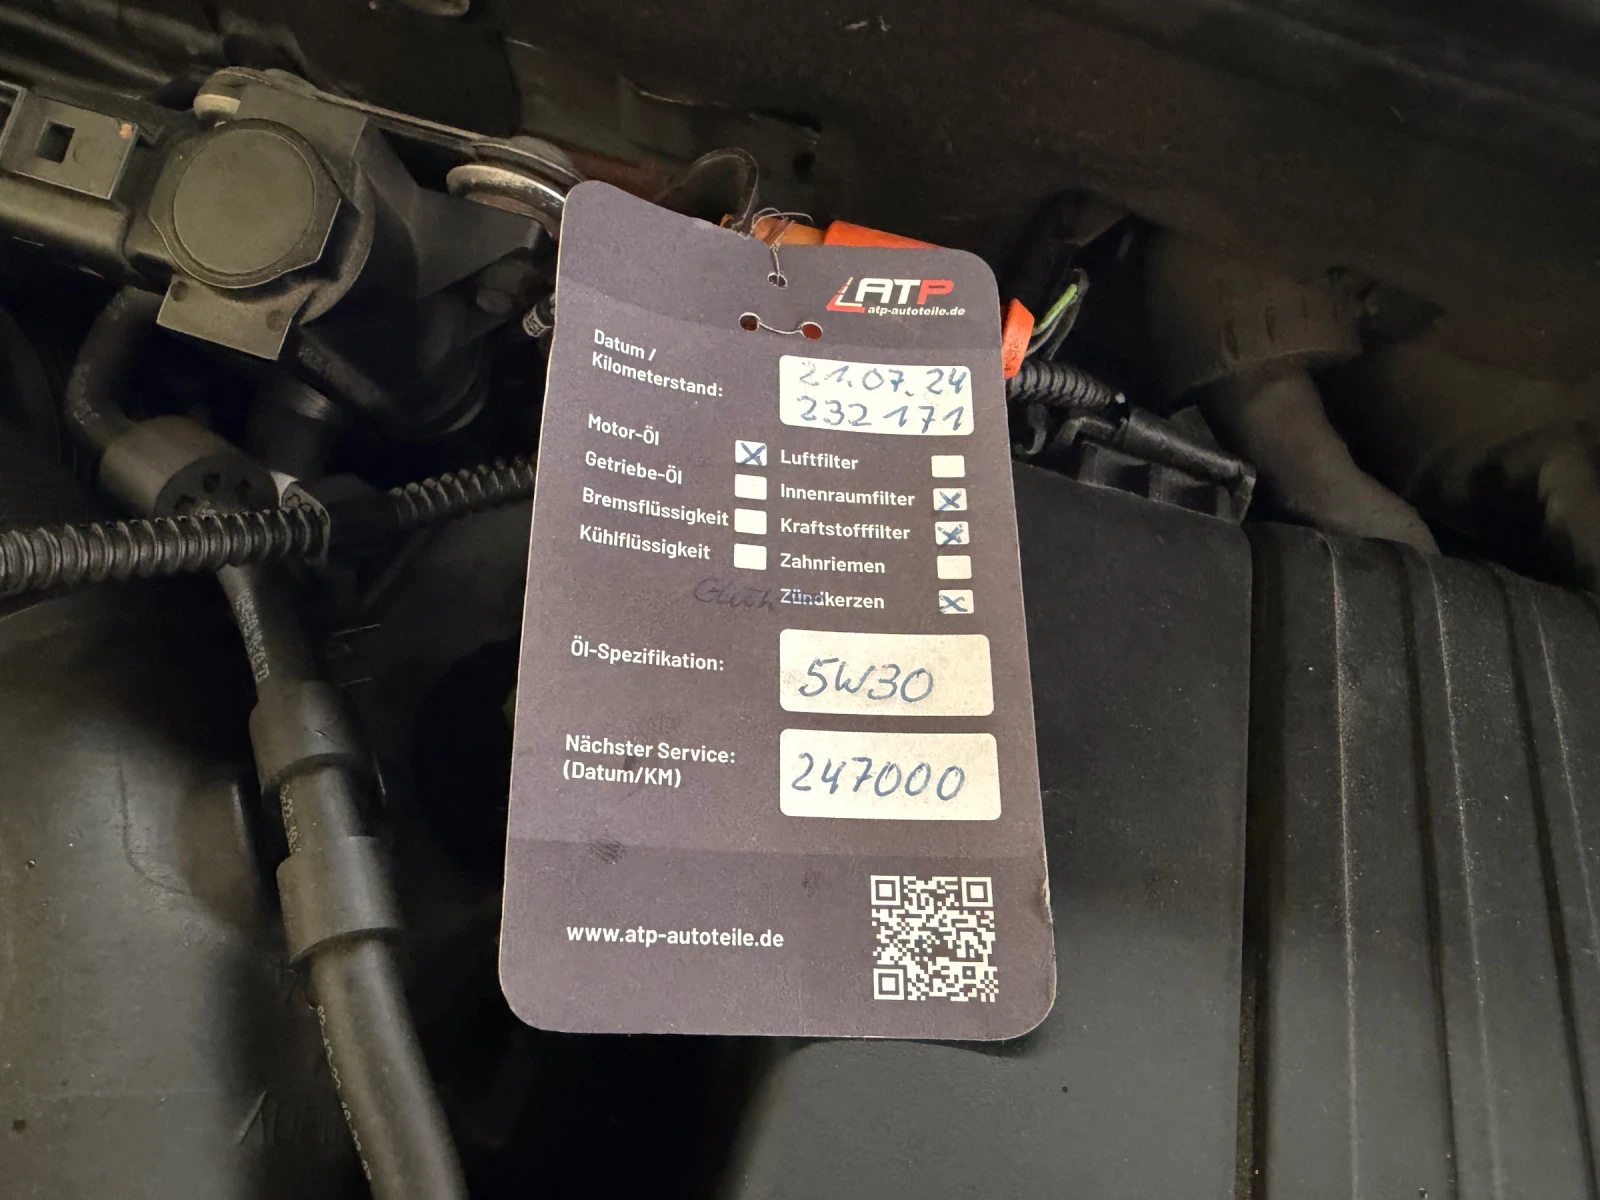 ATP
atp-autoteile.de
Datum /
Kilometerstand:
21.07.24
232171
Motor-Öl
Getriebe-Öl
Bremsflüssigkeit
Kühlflüssigkeit
Luftfilter
Innenraumfilter
Kraftstofffilter
Zahnriemen
Glüh Zündkerzen
Öl-Spezifikation:
5W30
Nächster Service:
(Datum/KM)
247000
www.atp-autoteile.de